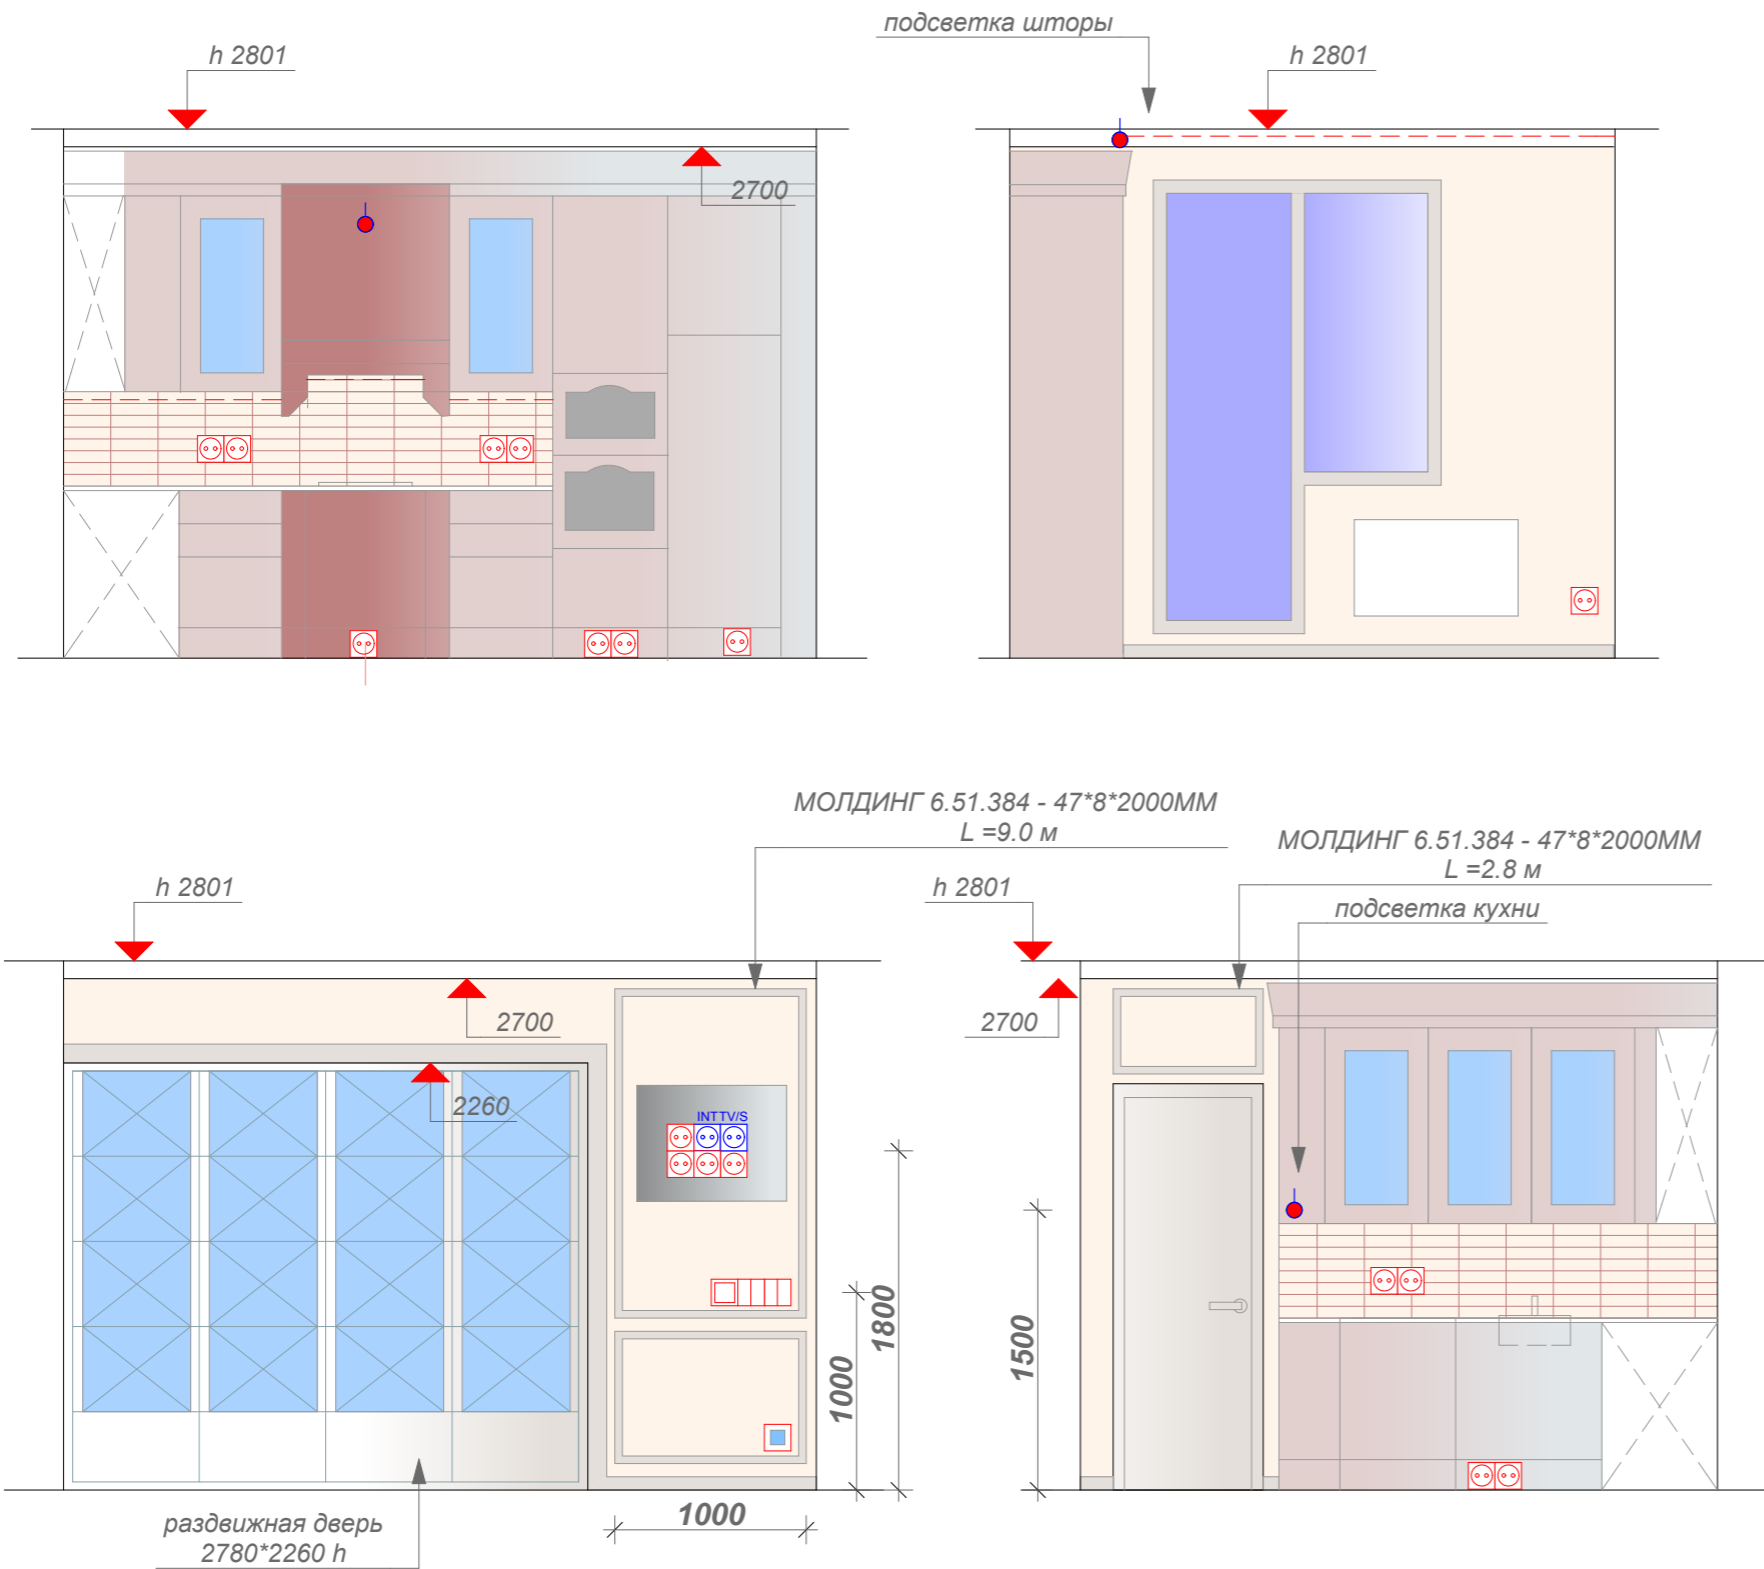 подсветка шторы
h 2801
h 2801
2700
МОЛДИНГ 6.51.384 - 47*8*2000ММ
L =9.0 м
МОЛДИНГ 6.51.384 - 47*8*2000ММ
L =2.8 м
h 2801
h 2801
подсветка кухни
2700
2700
2260
INT TV/S
1000
1800
1500
1000
раздвижная дверь
2780*2260 h